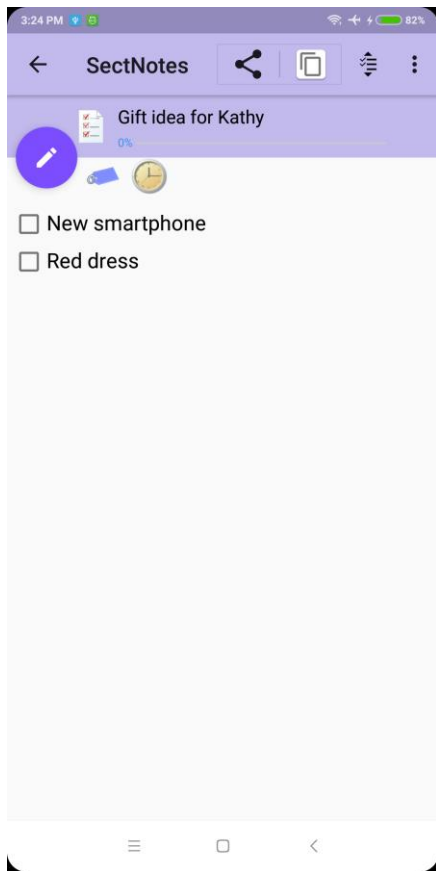 3:24 PM 82%
SectNotes
Gift idea for Kathy
0%
New smartphone
Red dress